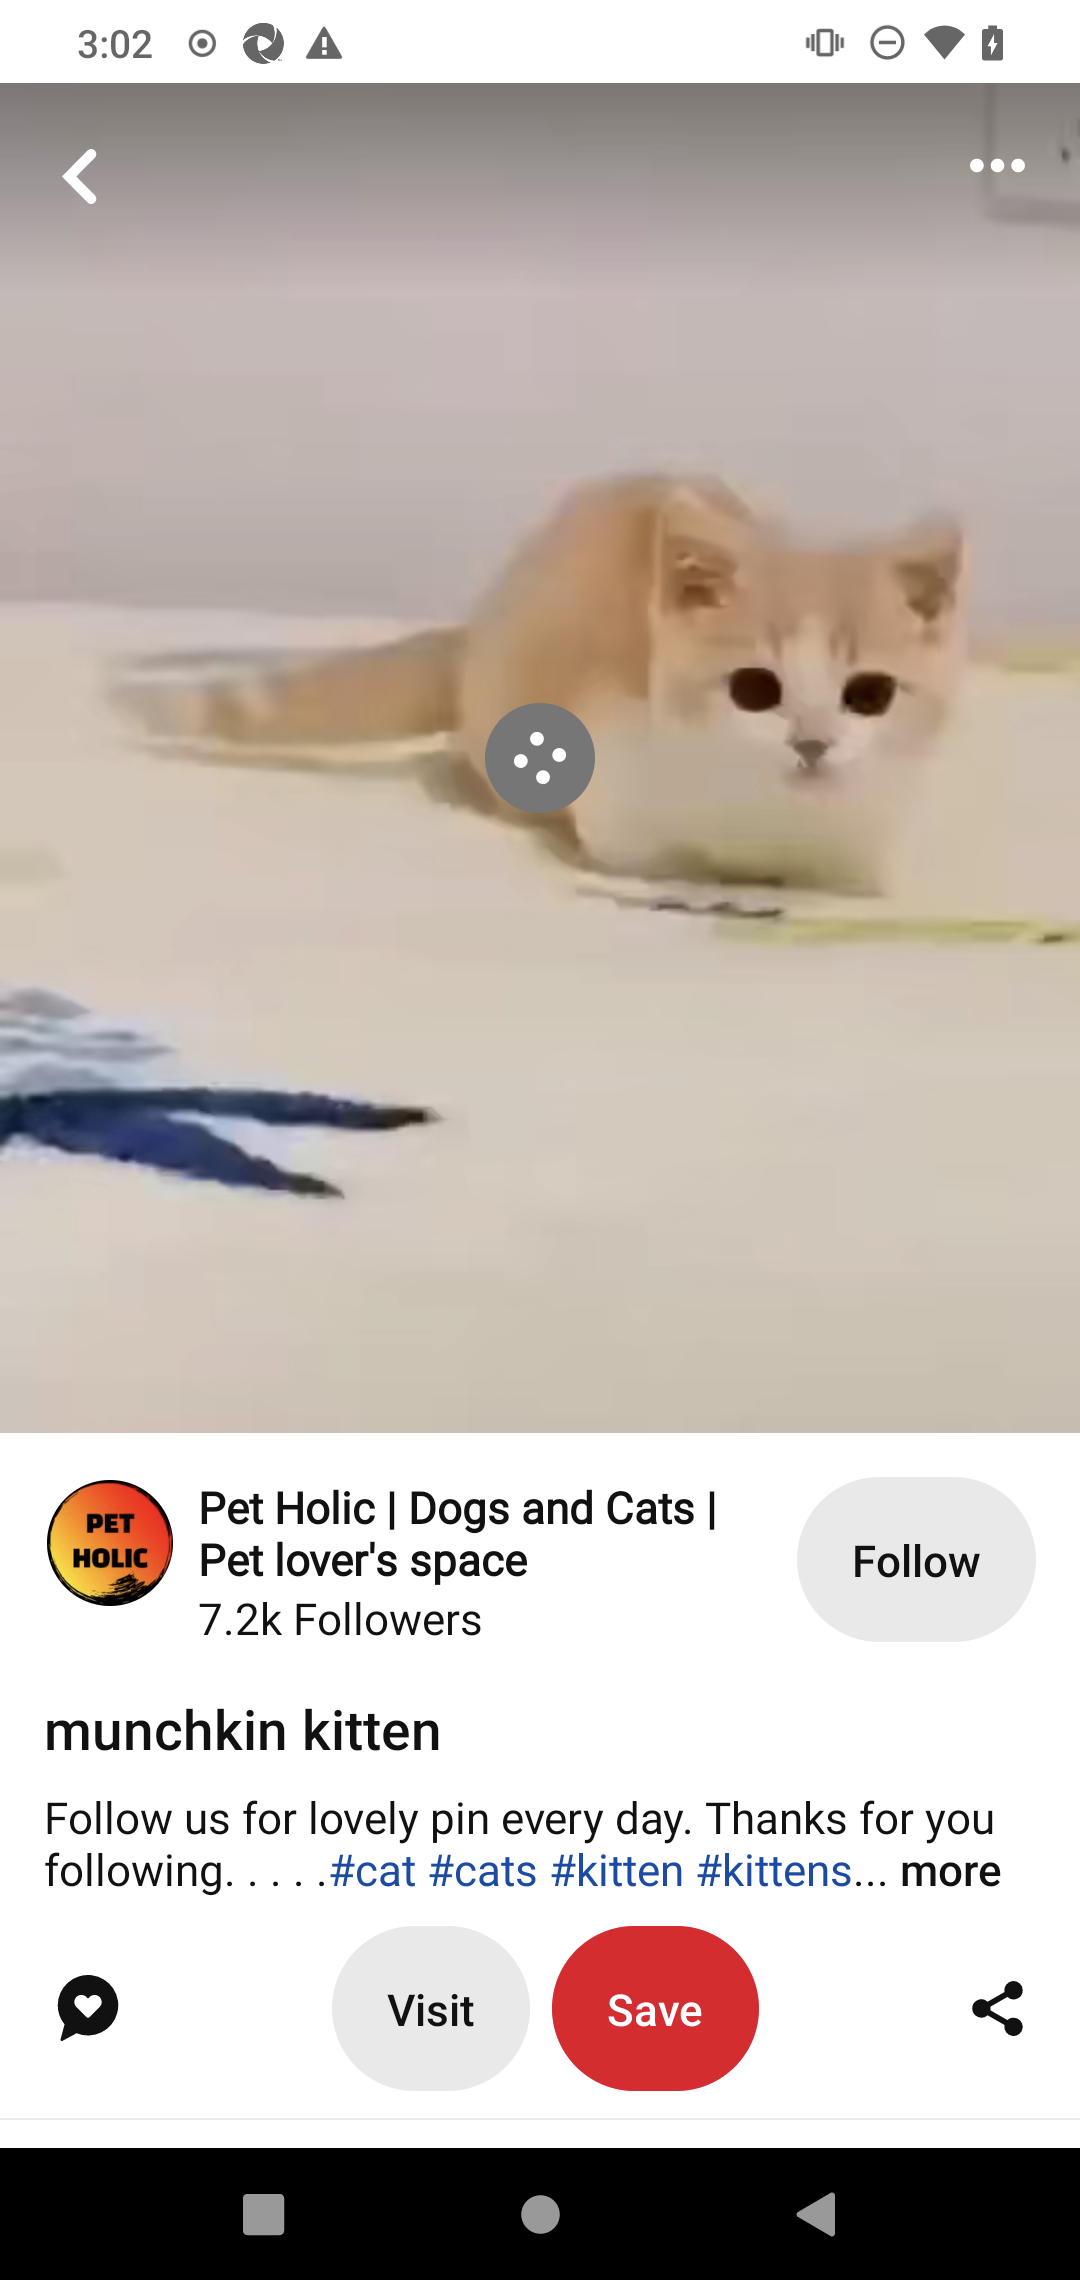 3:02
PET
HOLIC
Pet Holic | Dogs and Cats |
Pet lover's space
7.2k Followers
Follow
munchkin kitten
Follow us for lovely pin every day. Thanks for you
following. . . . .#cat #cats #kitten #kittens... more
Visit
Save